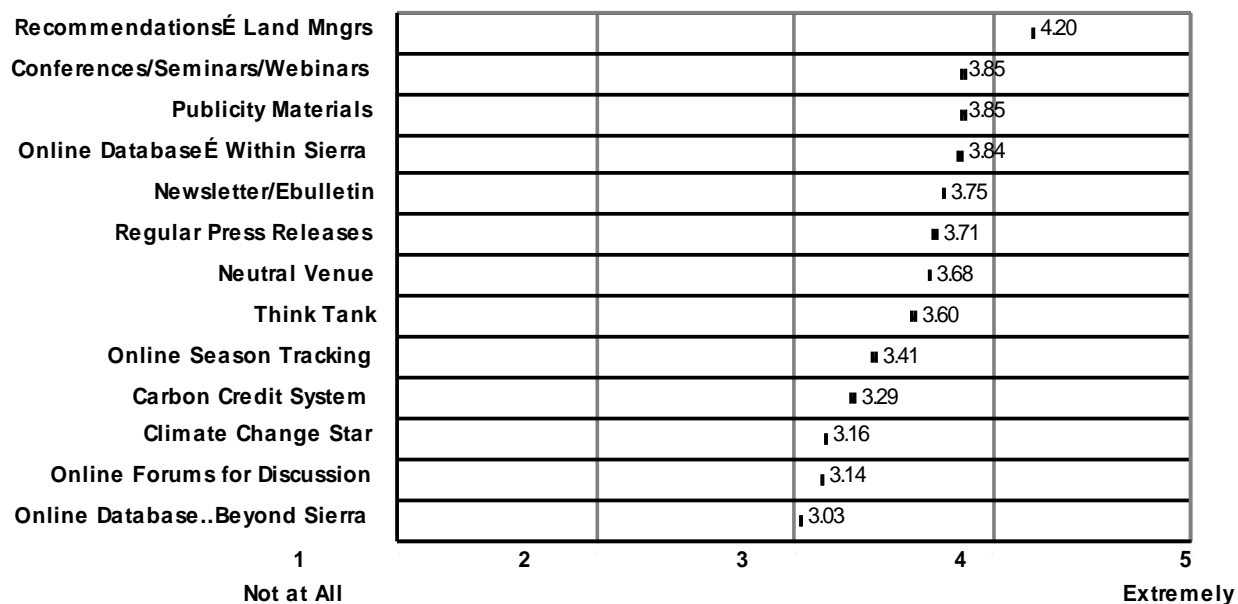 RecommendationsÉ Land Mngrs 4.20
Conferences/Seminars/Webinars 3.85
Publicity Materials 3.85
Online DatabaseÉ Within Sierra 3.84
Newsletter/Ebulletin 3.75
Regular Press Releases 3.71
Neutral Venue 3.68
Think Tank 3.60
Online Season Tracking 3.41
Carbon Credit System 3.29
Climate Change Star 3.16
Online Forums for Discussion 3.14
Online Database..Beyond Sierra 3.03
1 2 3 4 5
Not at All Extremely